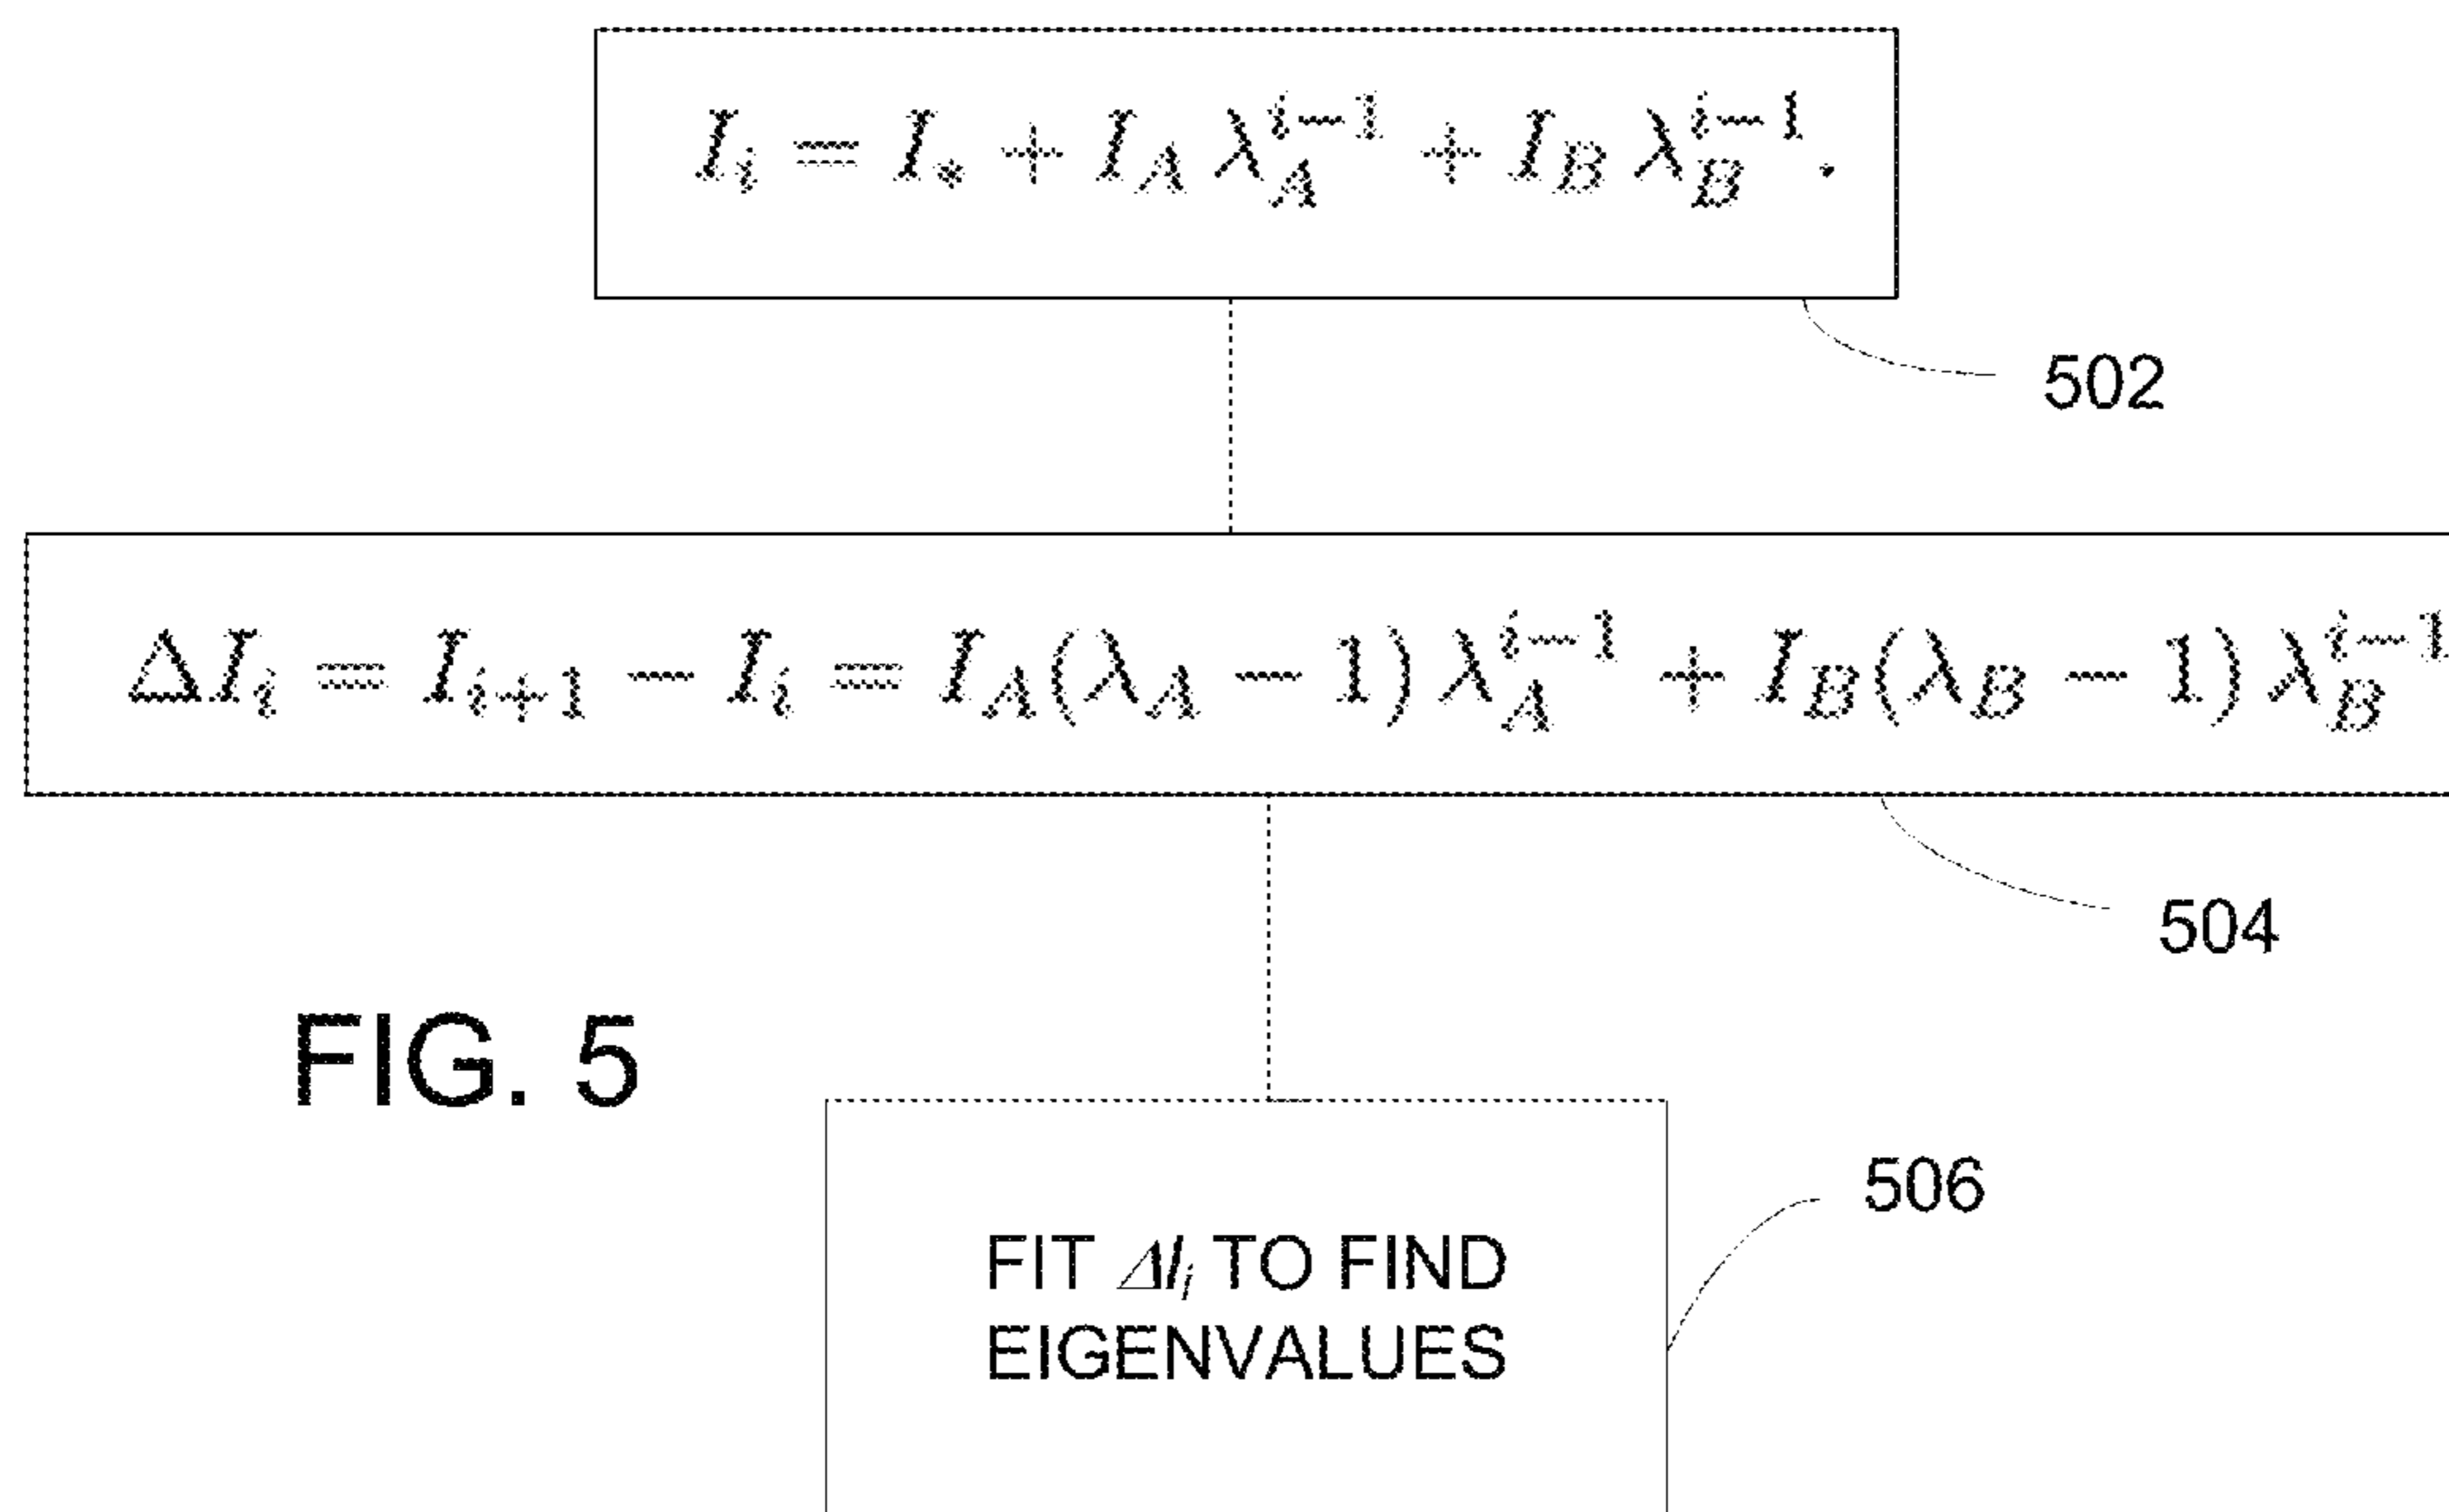 I_i = I_* + I_A λ_A^{i−1} + I_B λ_B^{i−1}.
502
ΔI_i = I_{i+1} − I_i = I_A(λ_A − 1) λ_A^{i−1} + I_B(λ_B − 1) λ_B^{i−1}
504
FIG. 5
506
FIT ΔI_i TO FIND
EIGENVALUES